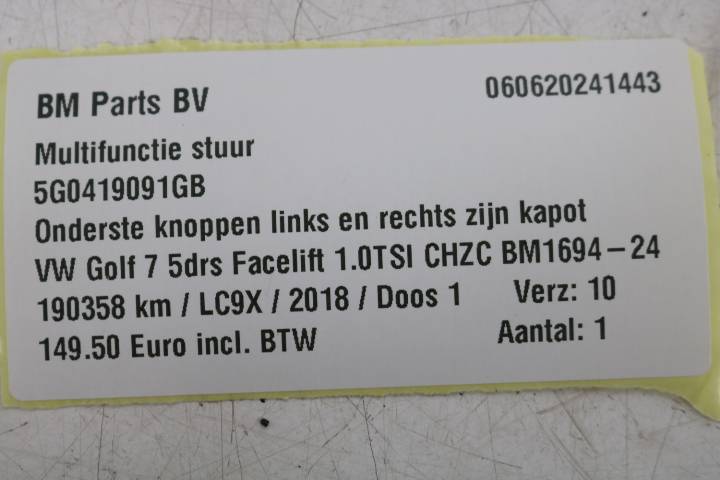 BM Parts BV 060620241443
Multifunctie stuur
5G0419091GB
Onderste knoppen links en rechts zijn kapot
VW Golf 7 5drs Facelift 1.0TSI CHZC BM1694-24
190358 km / LC9X / 2018 / Doos 1 Verz: 10
149.50 Euro incl. BTW Aantal: 1